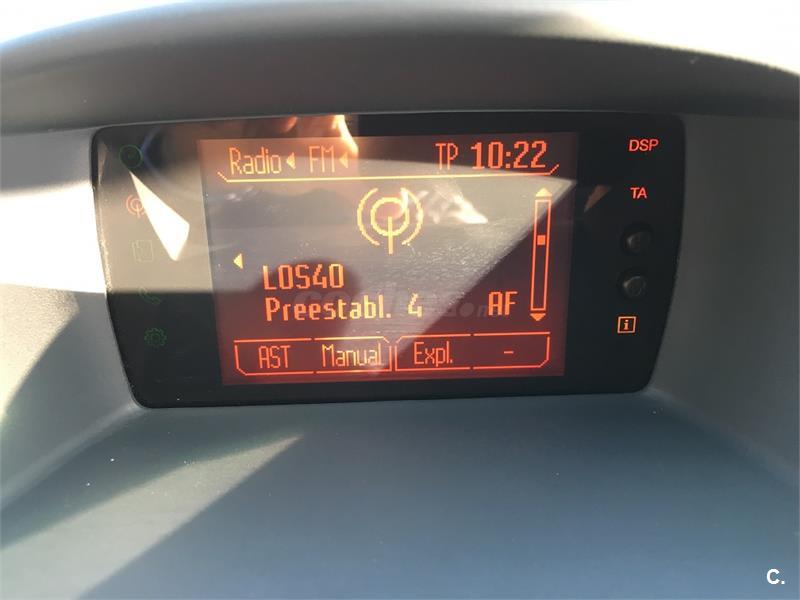 Radio FM TP 10:22
DSP
TA
LOS40
Preestabl. 4 AF
AST Manual Expl. -
i
C.